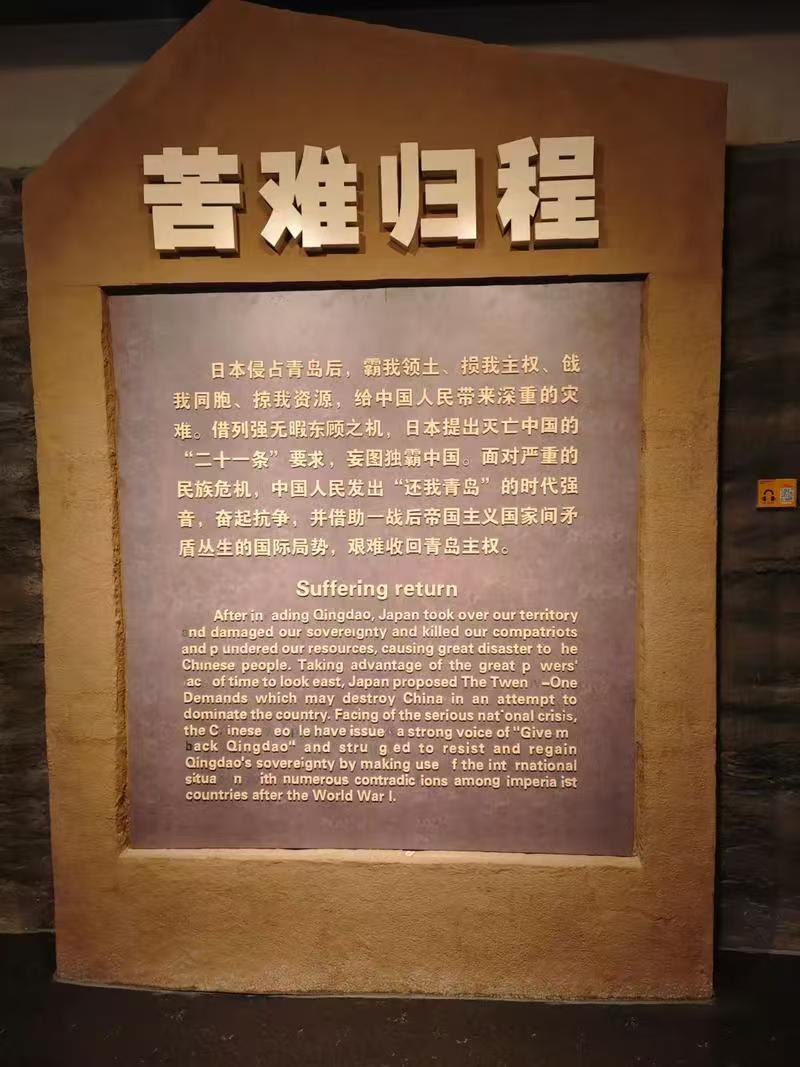 苦难归程
日本侵占青岛后，霸我领土、损我主权、戗
我同胞、掠我资源，给中国人民带来深重的灾
难。借列强无暇东顾之机，日本提出灭亡中国的
“二十一条”要求，妄图独霸中国。面对严重的
民族危机，中国人民发出“还我青岛”的时代强
音，奋起抗争，并借助一战后帝国主义国家间矛
盾丛生的国际局势，艰难收回青岛主权。
Suffering return
After in ading Qingdao, Japan took over our territory
and damaged our sovereignty and killed our compatriots
and p undered our resources, causing great disaster to he
Chinese people. Taking advantage of the great p wers'
ac of time to look east, Japan proposed The Twen -One
Demands which may destroy China in an attempt to
dominate the country. Facing of the serious nat onal crisis,
the C inese eo le have issue a strong voice of "Give m
back Qingdao" and stru g ed to resist and regain
Qingdao's sovereignty by making use f the int rnational
situa n ith numerous contradic ions among imperia ist
countries after the World War I.